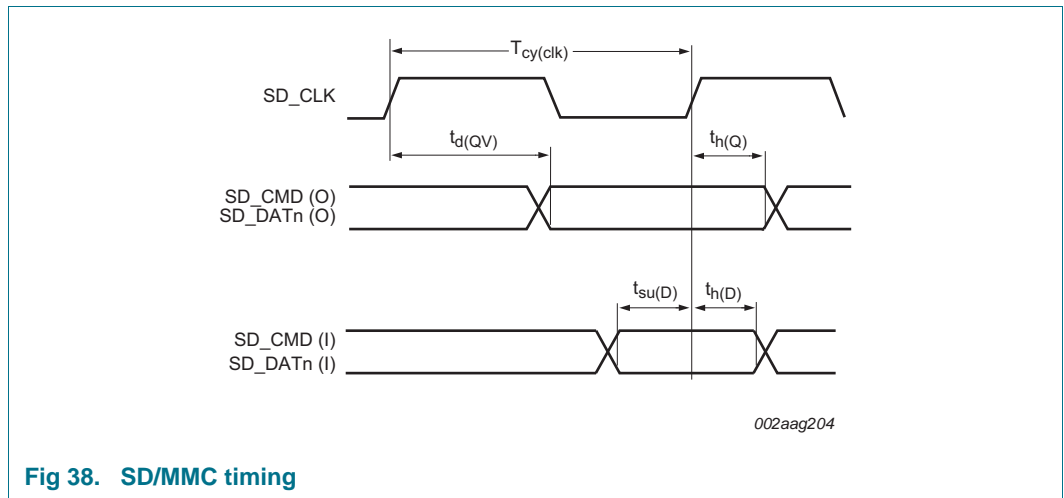 Tcy(clk)
SD_CLK
td(QV)
th(Q)
SD_CMD (O)
SD_DATn (O)
tsu(D)
th(D)
SD_CMD (I)
SD_DATn (I)
002aag204
Fig 38. SD/MMC timing